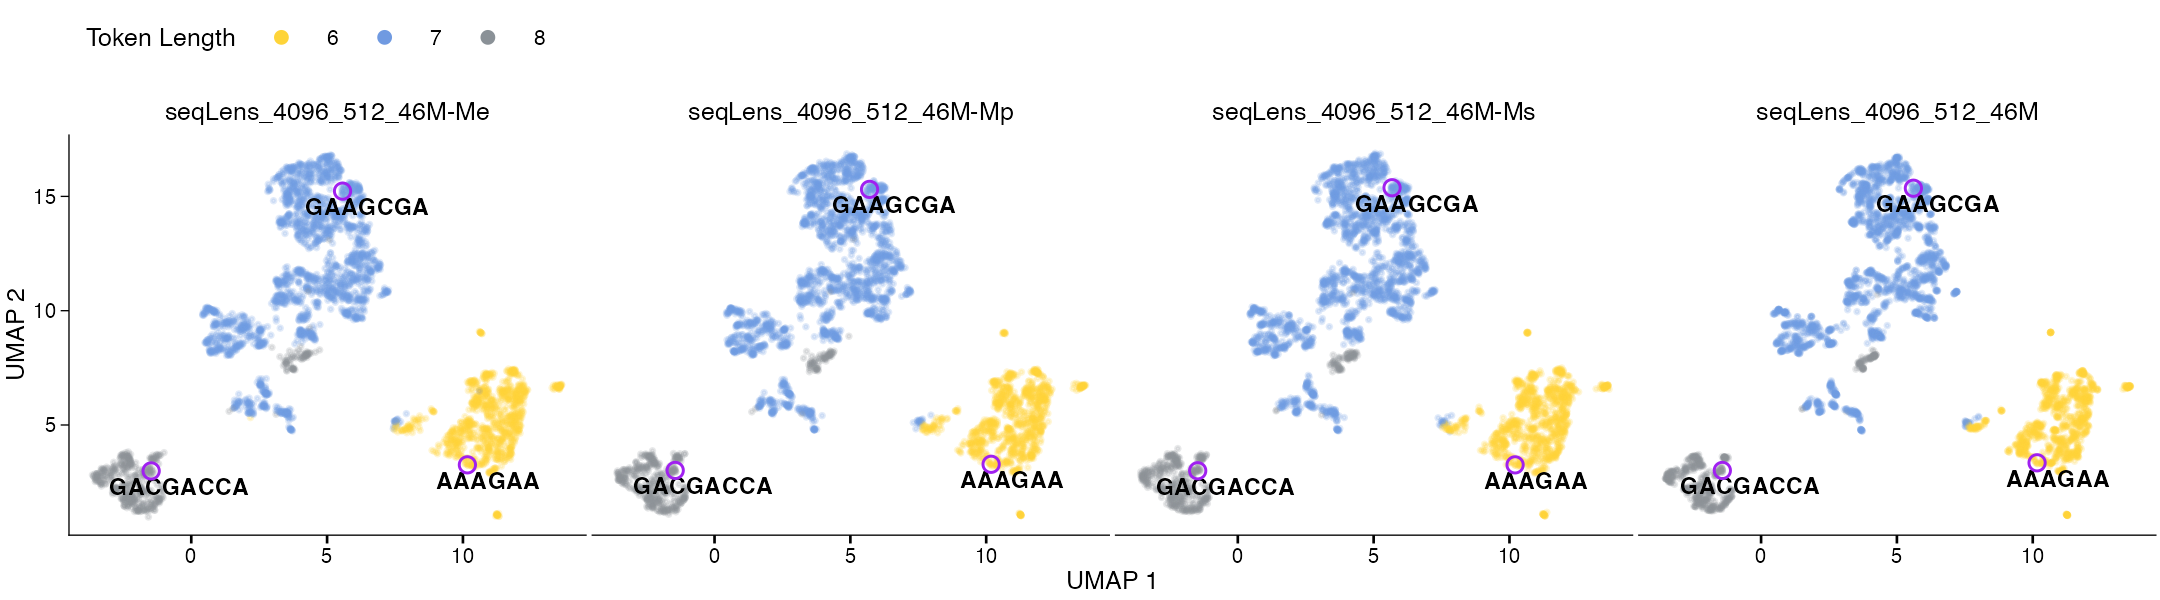 Token Length 6 7 8
seqLens_4096_512_46M-Me seqLens_4096_512_46M-Mp seqLens_4096_512_46M-Ms seqLens_4096_512_46M
UMAP 2
15
10
5
GAAGCGA GAAGCGA GAAGCGA GAAGCGA
GACGACCA AAAGAA GACGACCA AAAGAA GACGACCA AAAGAA GACGACCA AAAGAA
0 5 10 0 5 10 0 5 10 0 5 10
UMAP 1